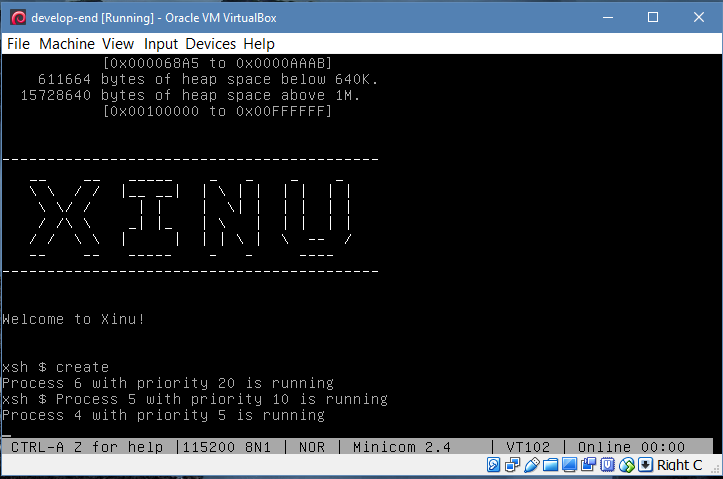 develop-end [Running] - Oracle VM VirtualBox
File Machine View Input Devices Help
[0x000068A5 to 0x0000AAAB]
611664 bytes of heap space below 640K.
15728640 bytes of heap space above 1M.
[0x00100000 to 0x00FFFFFF]
XINU
Welcome to Xinu!
xsh $ create
Process 6 with priority 20 is running
xsh $ Process 5 with priority 10 is running
Process 4 with priority 5 is running
CTRL-A Z for help |115200 8N1 | NOR | Minicom 2.4 | VT102 | Online 00:00
Right C